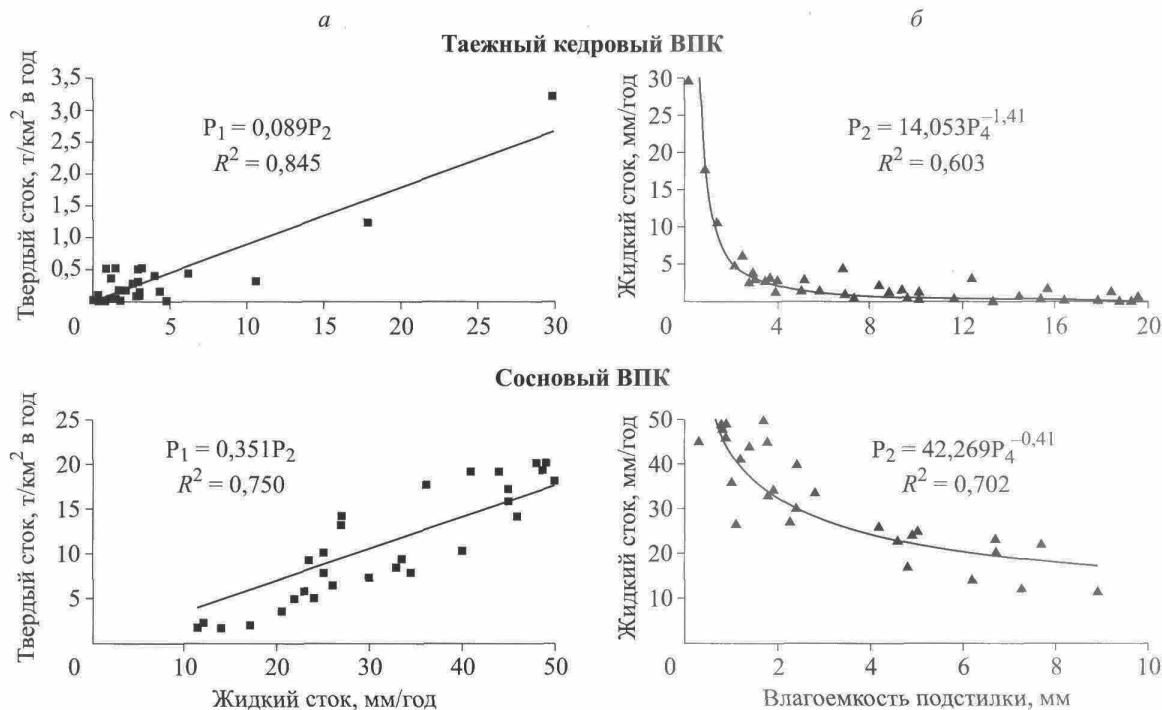 а
б
Таежный кедровый ВПК
Твердый сток, т/км² в год
3,5
3,0
2,5
2,0
1,5
1,0
0,5
0
5
10
15
20
25
30
P₁ = 0,089P₂
R² = 0,845
Жидкий сток, мм/год
30
25
20
15
10
5
0
4
8
12
16
20
P₂ = 14,053P₄⁻¹,⁴¹
R² = 0,603
Сосновый ВПК
Твердый сток, т/км² в год
25
20
15
10
5
0
10
20
30
40
50
P₁ = 0,351P₂
R² = 0,750
Жидкий сток, мм/год
Жидкий сток, мм/год
50
40
30
20
10
0
2
4
6
8
10
P₂ = 42,269P₄⁻⁰,⁴¹
R² = 0,702
Влагоемкость подстилки, мм